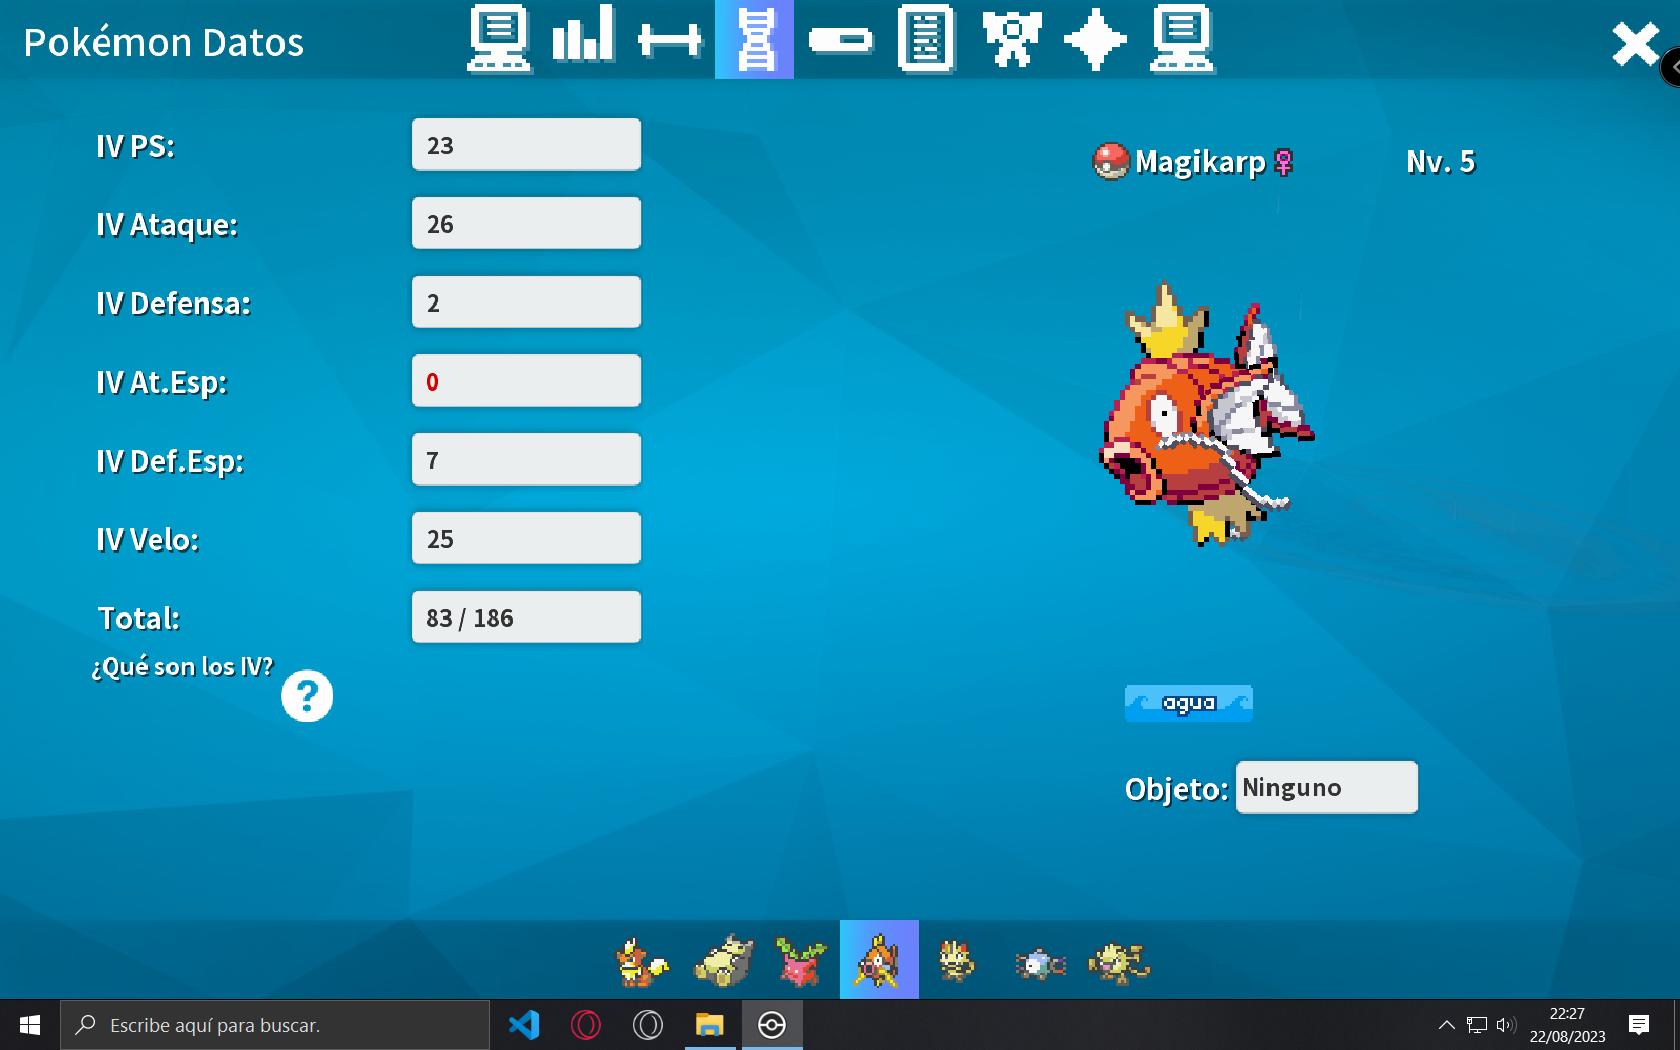 Pokémon Datos
IV PS: 23
Magikarp♀ Nv. 5
IV Ataque: 26
IV Defensa: 2
IV At.Esp: 0
IV Def.Esp: 7
IV Velo: 25
Total: 83 / 186
¿Qué son los IV?
?
agua
Objeto: Ninguno
Escribe aquí para buscar.
22:27
22/08/2023